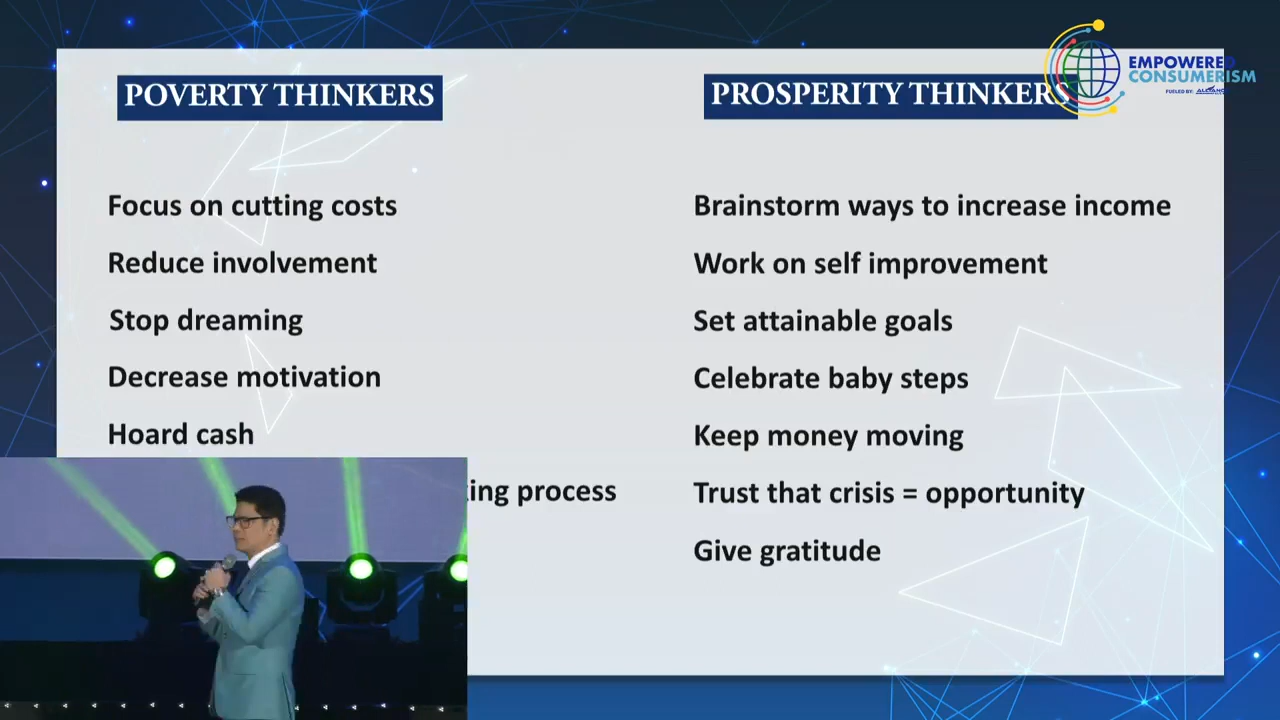 POVERTY THINKERS
Focus on cutting costs
Reduce involvement
Stop dreaming
Decrease motivation
Hoard cash
process
PROSPERITY THINKERS
Brainstorm ways to increase income
Work on self improvement
Set attainable goals
Celebrate baby steps
Keep money moving
Trust that crisis = opportunity
Give gratitude
EMPOWERED
CONSUMERISM
FUELED BY: